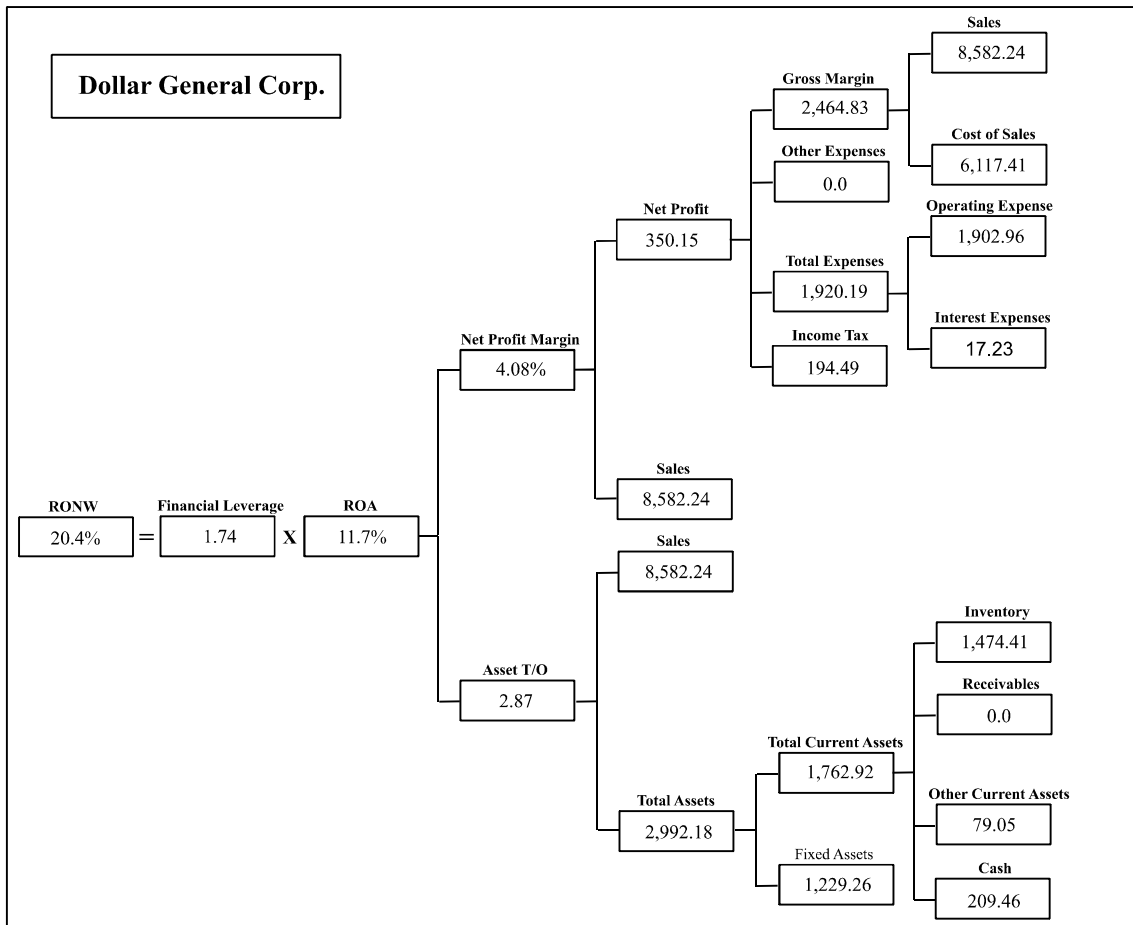 Dollar General Corp.
Sales
8,582.24
Gross Margin
2,464.83
Cost of Sales
6,117.41
Other Expenses
0.0
Operating Expense
1,902.96
Net Profit
350.15
Total Expenses
1,920.19
Interest Expenses
17.23
Income Tax
194.49
Net Profit Margin
4.08%
Sales
8,582.24
RONW
20.4%
=
Financial Leverage
1.74
X
ROA
11.7%
Sales
8,582.24
Asset T/O
2.87
Inventory
1,474.41
Receivables
0.0
Total Current Assets
1,762.92
Total Assets
2,992.18
Other Current Assets
79.05
Fixed Assets
1,229.26
Cash
209.46